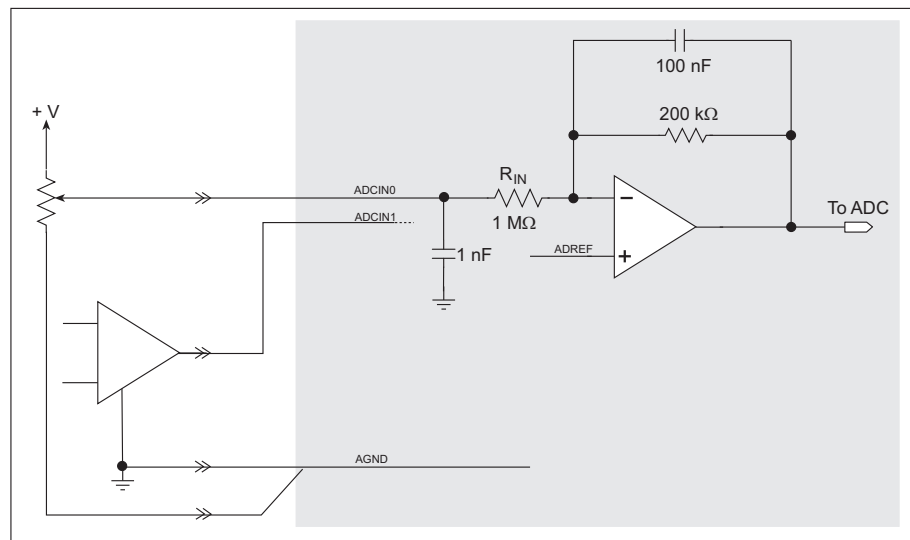 100 nF
200 kΩ
+ V
R_IN
ADCIN0
To ADC
ADCIN1
1 MΩ
−
1 nF
ADREF
+
AGND